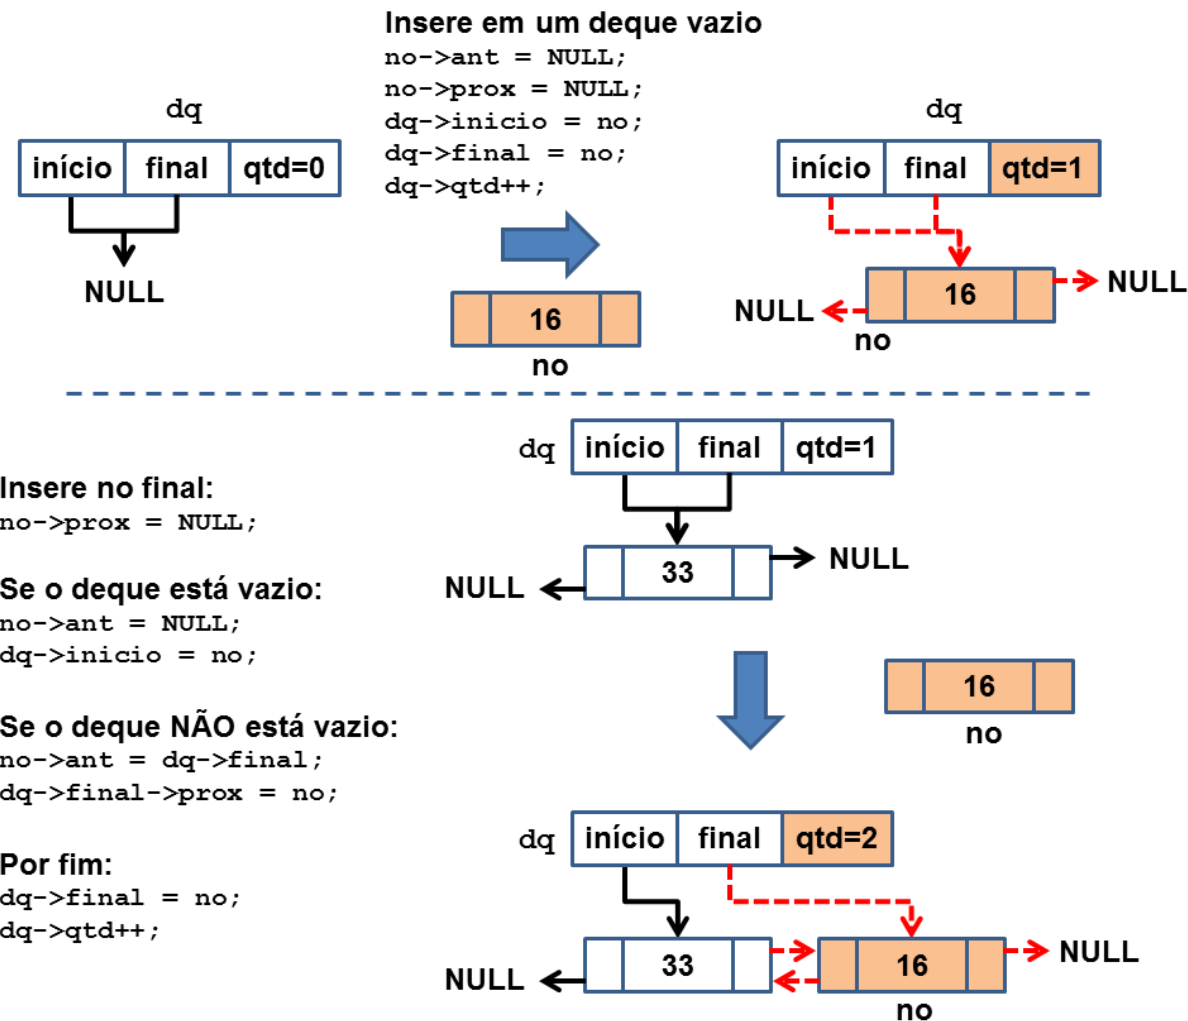 Insere em um deque vazio
no->ant = NULL;
no->prox = NULL;
dq->inicio = no;
dq->final = no;
dq->qtd++;
dq
início final qtd=0
NULL
16
no
dq
início final qtd=1
NULL
16
NULL
no
dq
início final qtd=1
33
NULL
NULL
Insere no final:
no->prox = NULL;
Se o deque está vazio:
no->ant = NULL;
dq->inicio = no;
Se o deque NÃO está vazio:
no->ant = dq->final;
dq->final->prox = no;
Por fim:
dq->final = no;
dq->qtd++;
16
no
dq
início final qtd=2
NULL
33
16
NULL
no